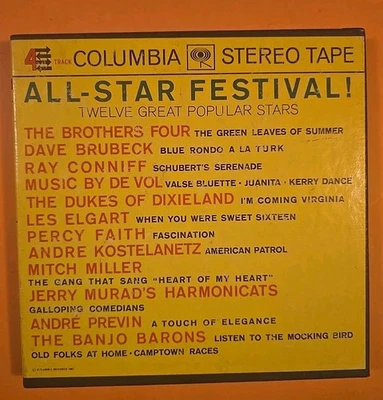 4 TRACK COLUMBIA STEREO TAPE
ALL-STAR FESTIVAL!
TWELVE GREAT POPULAR STARS
THE BROTHERS FOUR THE GREEN LEAVES OF SUMMER
DAVE BRUBECK BLUE RONDO A LA TURK
RAY CONNIFF SCHUBERT'S SERENADE
MUSIC BY DE VOL VALSE BLUETTE · JUANITA · KERRY DANCE
THE DUKES OF DIXIELAND I'M COMING VIRGINIA
LES ELGART WHEN YOU WERE SWEET SIXTEEN
PERCY FAITH FASCINATION
ANDRE KOSTELANETZ AMERICAN PATROL
MITCH MILLER
THE GANG THAT SANG "HEART OF MY HEART"
JERRY MURAD'S HARMONICATS
GALLOPING COMEDIANS
ANDRÉ PREVIN A TOUCH OF ELEGANCE
THE BANJO BARONS LISTEN TO THE MOCKING BIRD
OLD FOLKS AT HOME · CAMPTOWN RACES